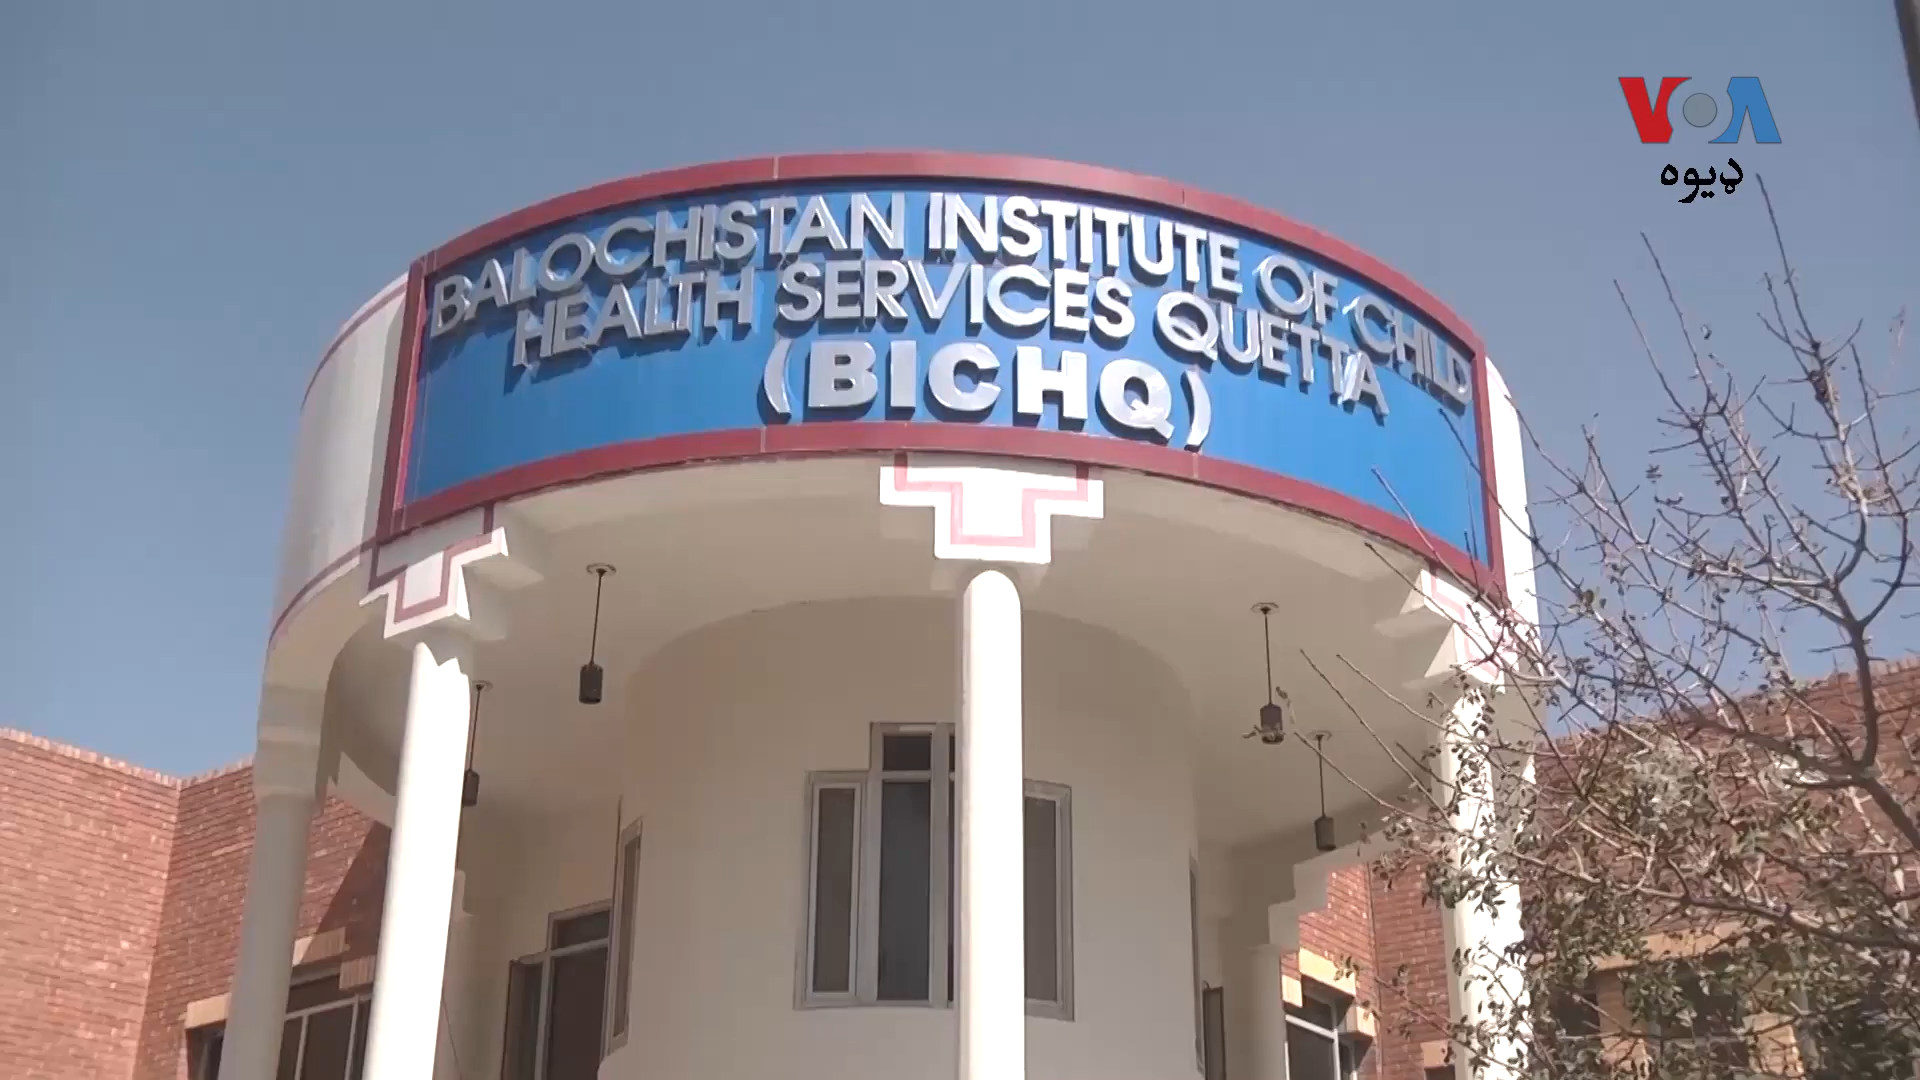 VOA
ډیوه
BALOCHISTAN INSTITUTE OF CHILD
HEALTH SERVICES QUETTA
(BICHQ)